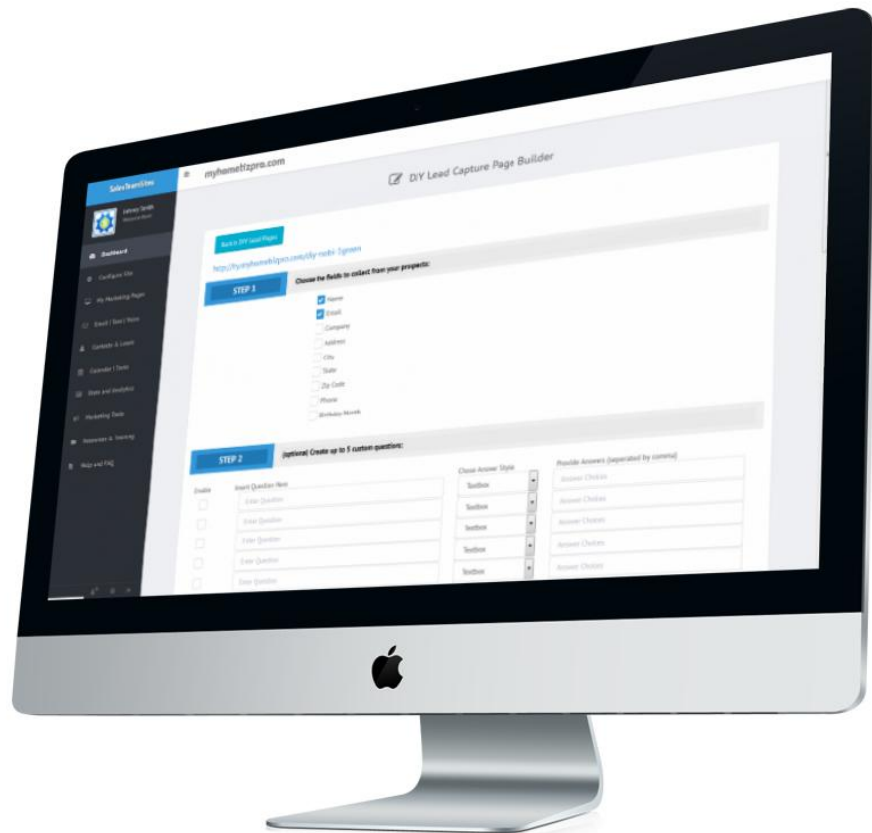 SalesTeamSites
myhomebizpro.com
DIY Lead Capture Page Builder
Dashboard
Configure Site
My Marketing Pages
Email | Text | Voice
Contacts & Leads
Calendar | Tasks
Stats and Analytics
Marketing Tools
Resources & Training
Help and FAQ
Back to DIY Lead Pages
STEP 1
Choose the fields to collect from your prospects:
Name
Email
Company
Address
City
State
Zip Code
Phone
Birthday Month
STEP 2
(optional) Create up to 5 custom questions:
Enable
Insert Question Here
Chose Answer Style
Provide Answers (seperated by comma)
Enter Question
Textbox
Answer Choices
Enter Question
Textbox
Answer Choices
Enter Question
Textbox
Answer Choices
Enter Question
Textbox
Answer Choices
Enter Question
Textbox
Answer Choices